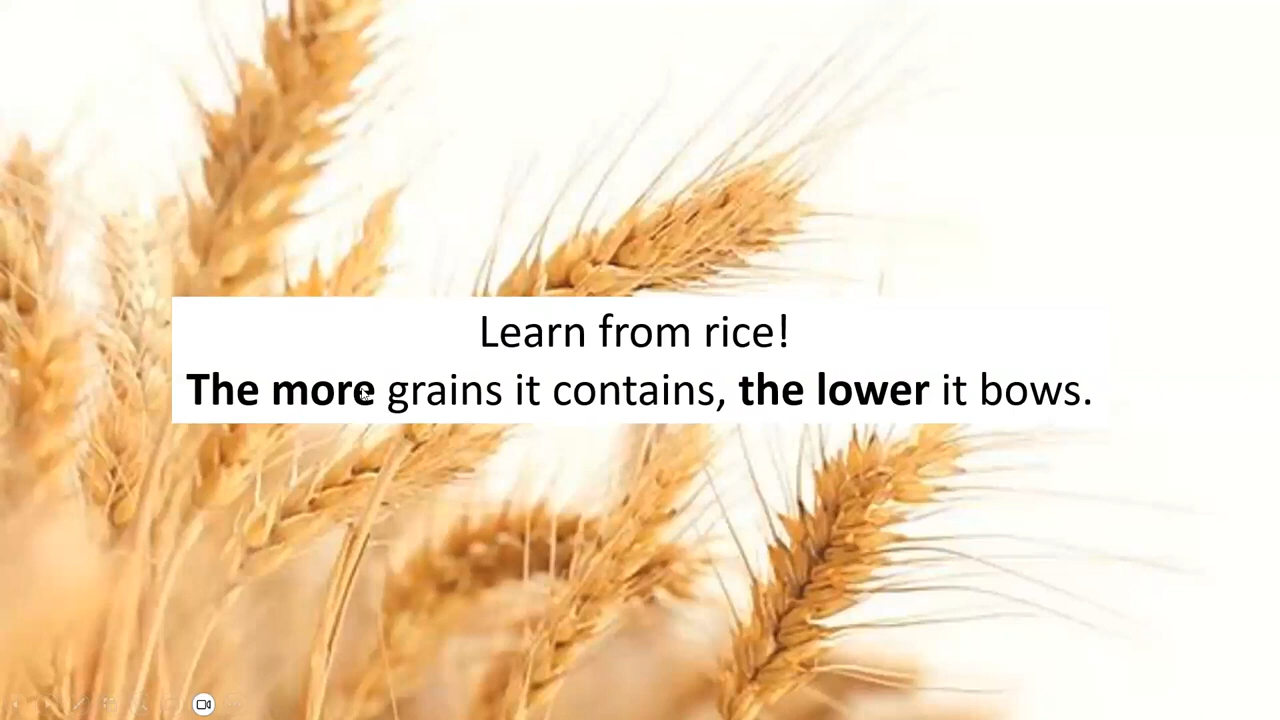 Learn from rice!
The more grains it contains, the lower it bows.